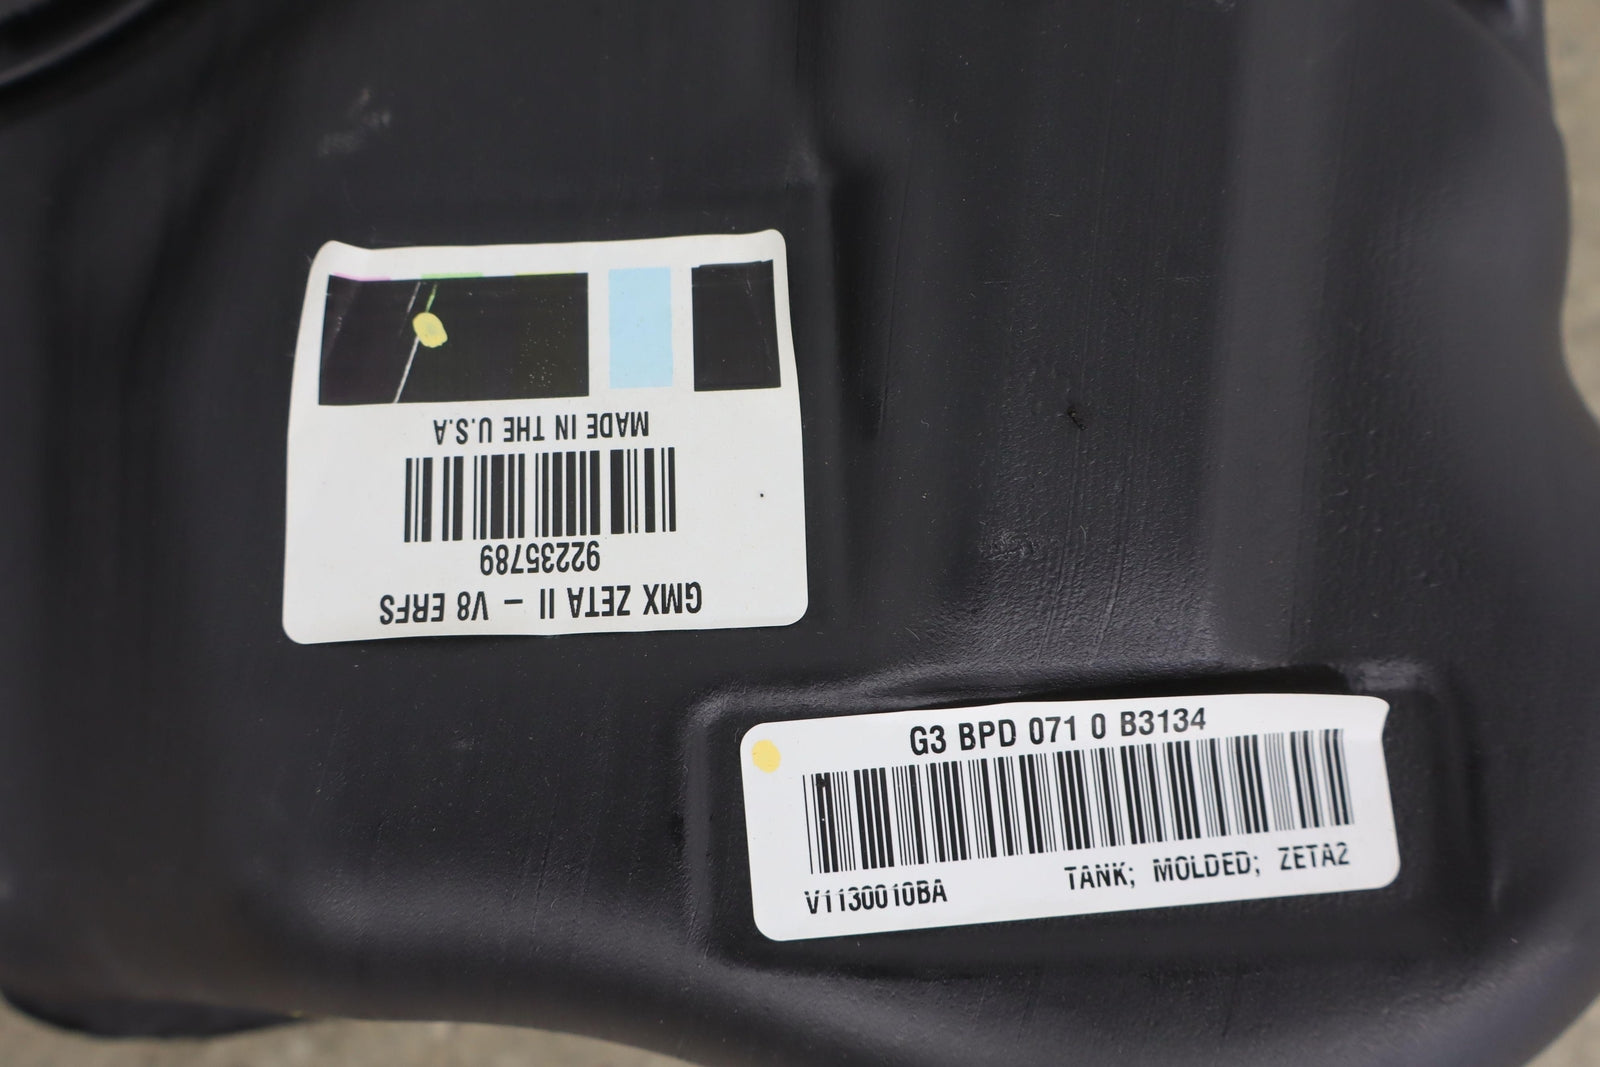 GMX ZETA II - V8 ERFS
92235789
MADE IN THE U.S.A
G3 BPD 071 0 B3134
V1130010BA
TANK; MOLDED; ZETA2